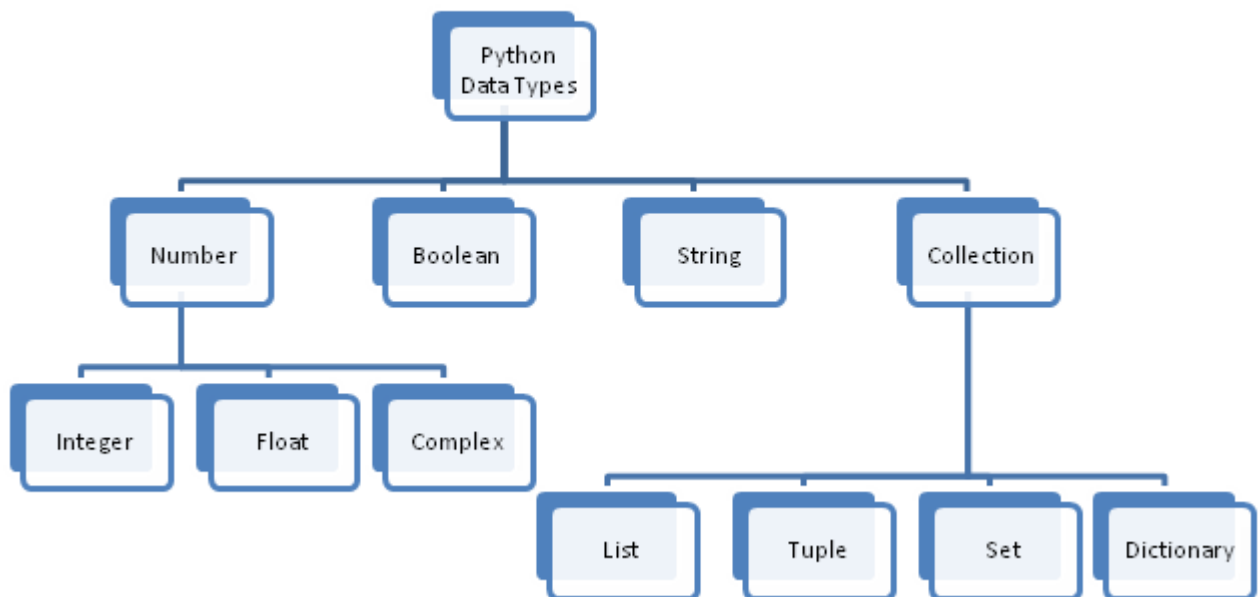 Python
Data Types
Number
Boolean
String
Collection
Integer
Float
Complex
List
Tuple
Set
Dictionary